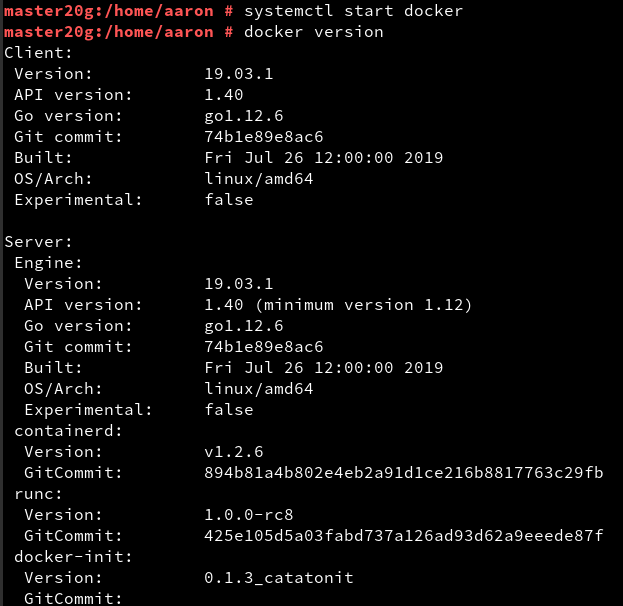 master20g:/home/aaron # systemctl start docker
master20g:/home/aaron # docker version
Client:
Version: 19.03.1
API version: 1.40
Go version: go1.12.6
Git commit: 74b1e89e8ac6
Built: Fri Jul 26 12:00:00 2019
OS/Arch: linux/amd64
Experimental: false
Server:
Engine:
Version: 19.03.1
API version: 1.40 (minimum version 1.12)
Go version: go1.12.6
Git commit: 74b1e89e8ac6
Built: Fri Jul 26 12:00:00 2019
OS/Arch: linux/amd64
Experimental: false
containerd:
Version: v1.2.6
GitCommit: 894b81a4b802e4eb2a91d1ce216b8817763c29fb
runc:
Version: 1.0.0-rc8
GitCommit: 425e105d5a03fabd737a126ad93d62a9eeede87f
docker-init:
Version: 0.1.3_catatonit
GitCommit: